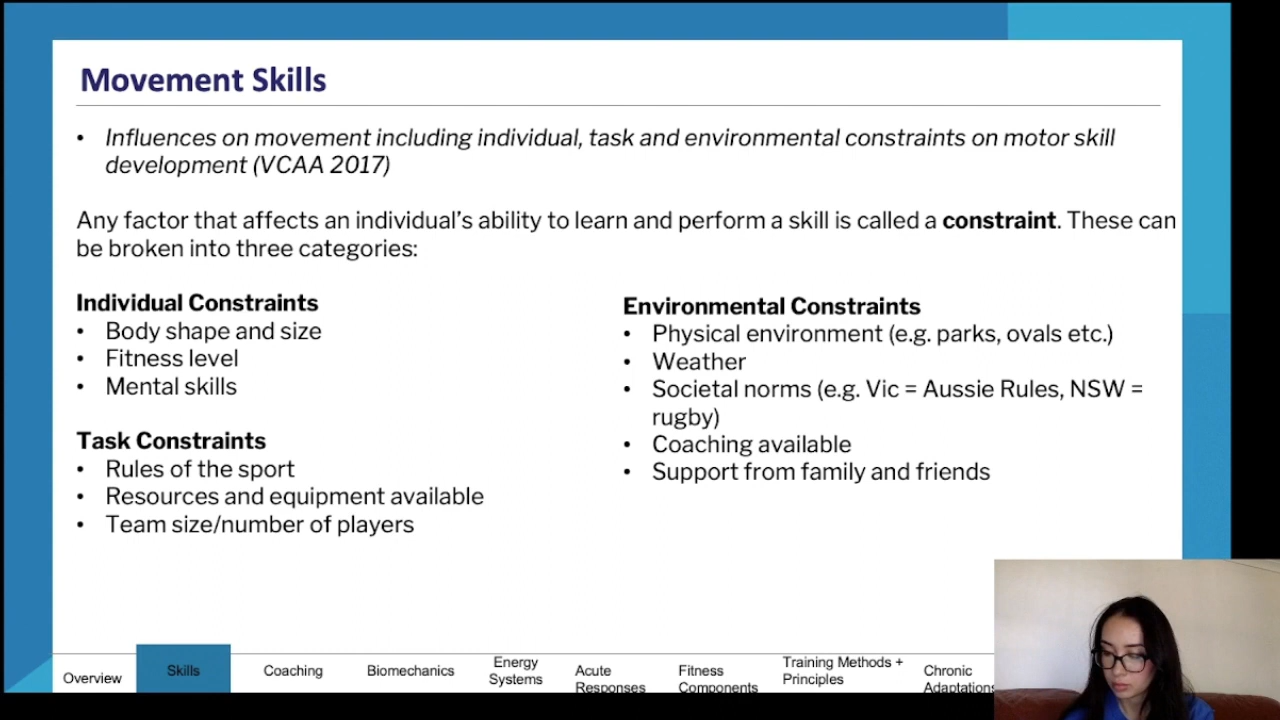 Movement Skills
• Influences on movement including individual, task and environmental constraints on motor skill
development (VCAA 2017)
Any factor that affects an individual's ability to learn and perform a skill is called a constraint. These can
be broken into three categories:
Individual Constraints
• Body shape and size
• Fitness level
• Mental skills
Task Constraints
• Rules of the sport
• Resources and equipment available
• Team size/number of players
Environmental Constraints
• Physical environment (e.g. parks, ovals etc.)
• Weather
• Societal norms (e.g. Vic = Aussie Rules, NSW =
rugby)
• Coaching available
• Support from family and friends
Overview
Skills
Coaching
Biomechanics
Energy
Systems
Acute
Responses
Fitness
Components
Training Methods +
Principles
Chronic
Adaptations